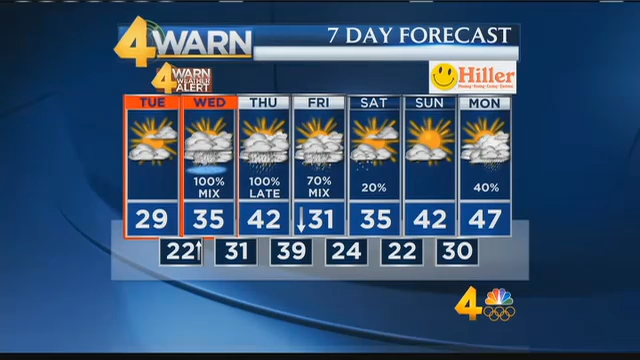 4WARN 7 DAY FORECAST
4WARN WEATHER ALERT
Hiller
TUE WED THU FRI SAT SUN MON
100% MIX 100% LATE 70% MIX 20% 40%
29 35 42 ↓31 35 42 47
22↑ 31 39 24 22 30
4